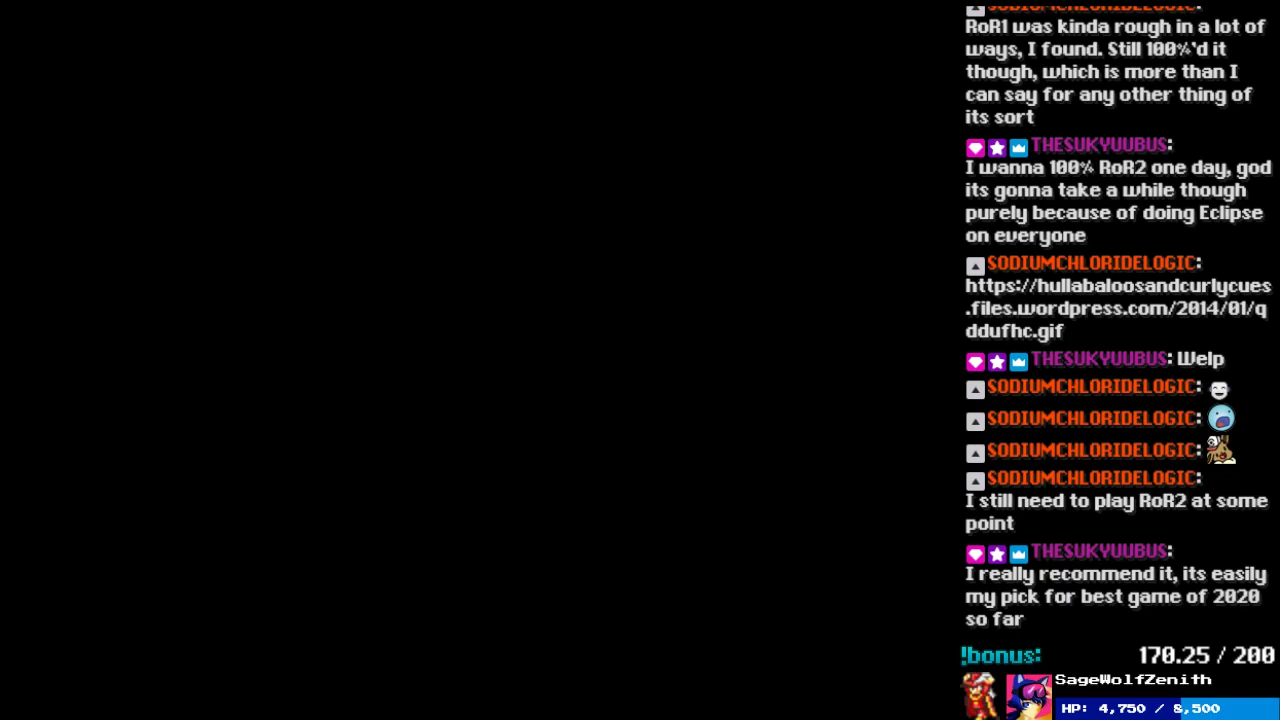 SODIUMCHLORIDELOGIC:
RoR1 was kinda rough in a lot of
ways, I found. Still 100%'d it
though, which is more than I
can say for any other thing of
its sort
THESUKYUUBUS:
I wanna 100% RoR2 one day, god
its gonna take a while though
purely because of doing Eclipse
on everyone
SODIUMCHLORIDELOGIC:
https://hullabaloosandcurlycues
.files.wordpress.com/2014/01/q
ddufhc.gif
THESUKYUUBUS: Welp
SODIUMCHLORIDELOGIC:
SODIUMCHLORIDELOGIC:
SODIUMCHLORIDELOGIC:
SODIUMCHLORIDELOGIC:
I still need to play RoR2 at some
point
THESUKYUUBUS:
I really recommend it, its easily
my pick for best game of 2020
so far
!bonus: 170.25 / 200
SageWolfZenith
HP: 4,750 / 8,500